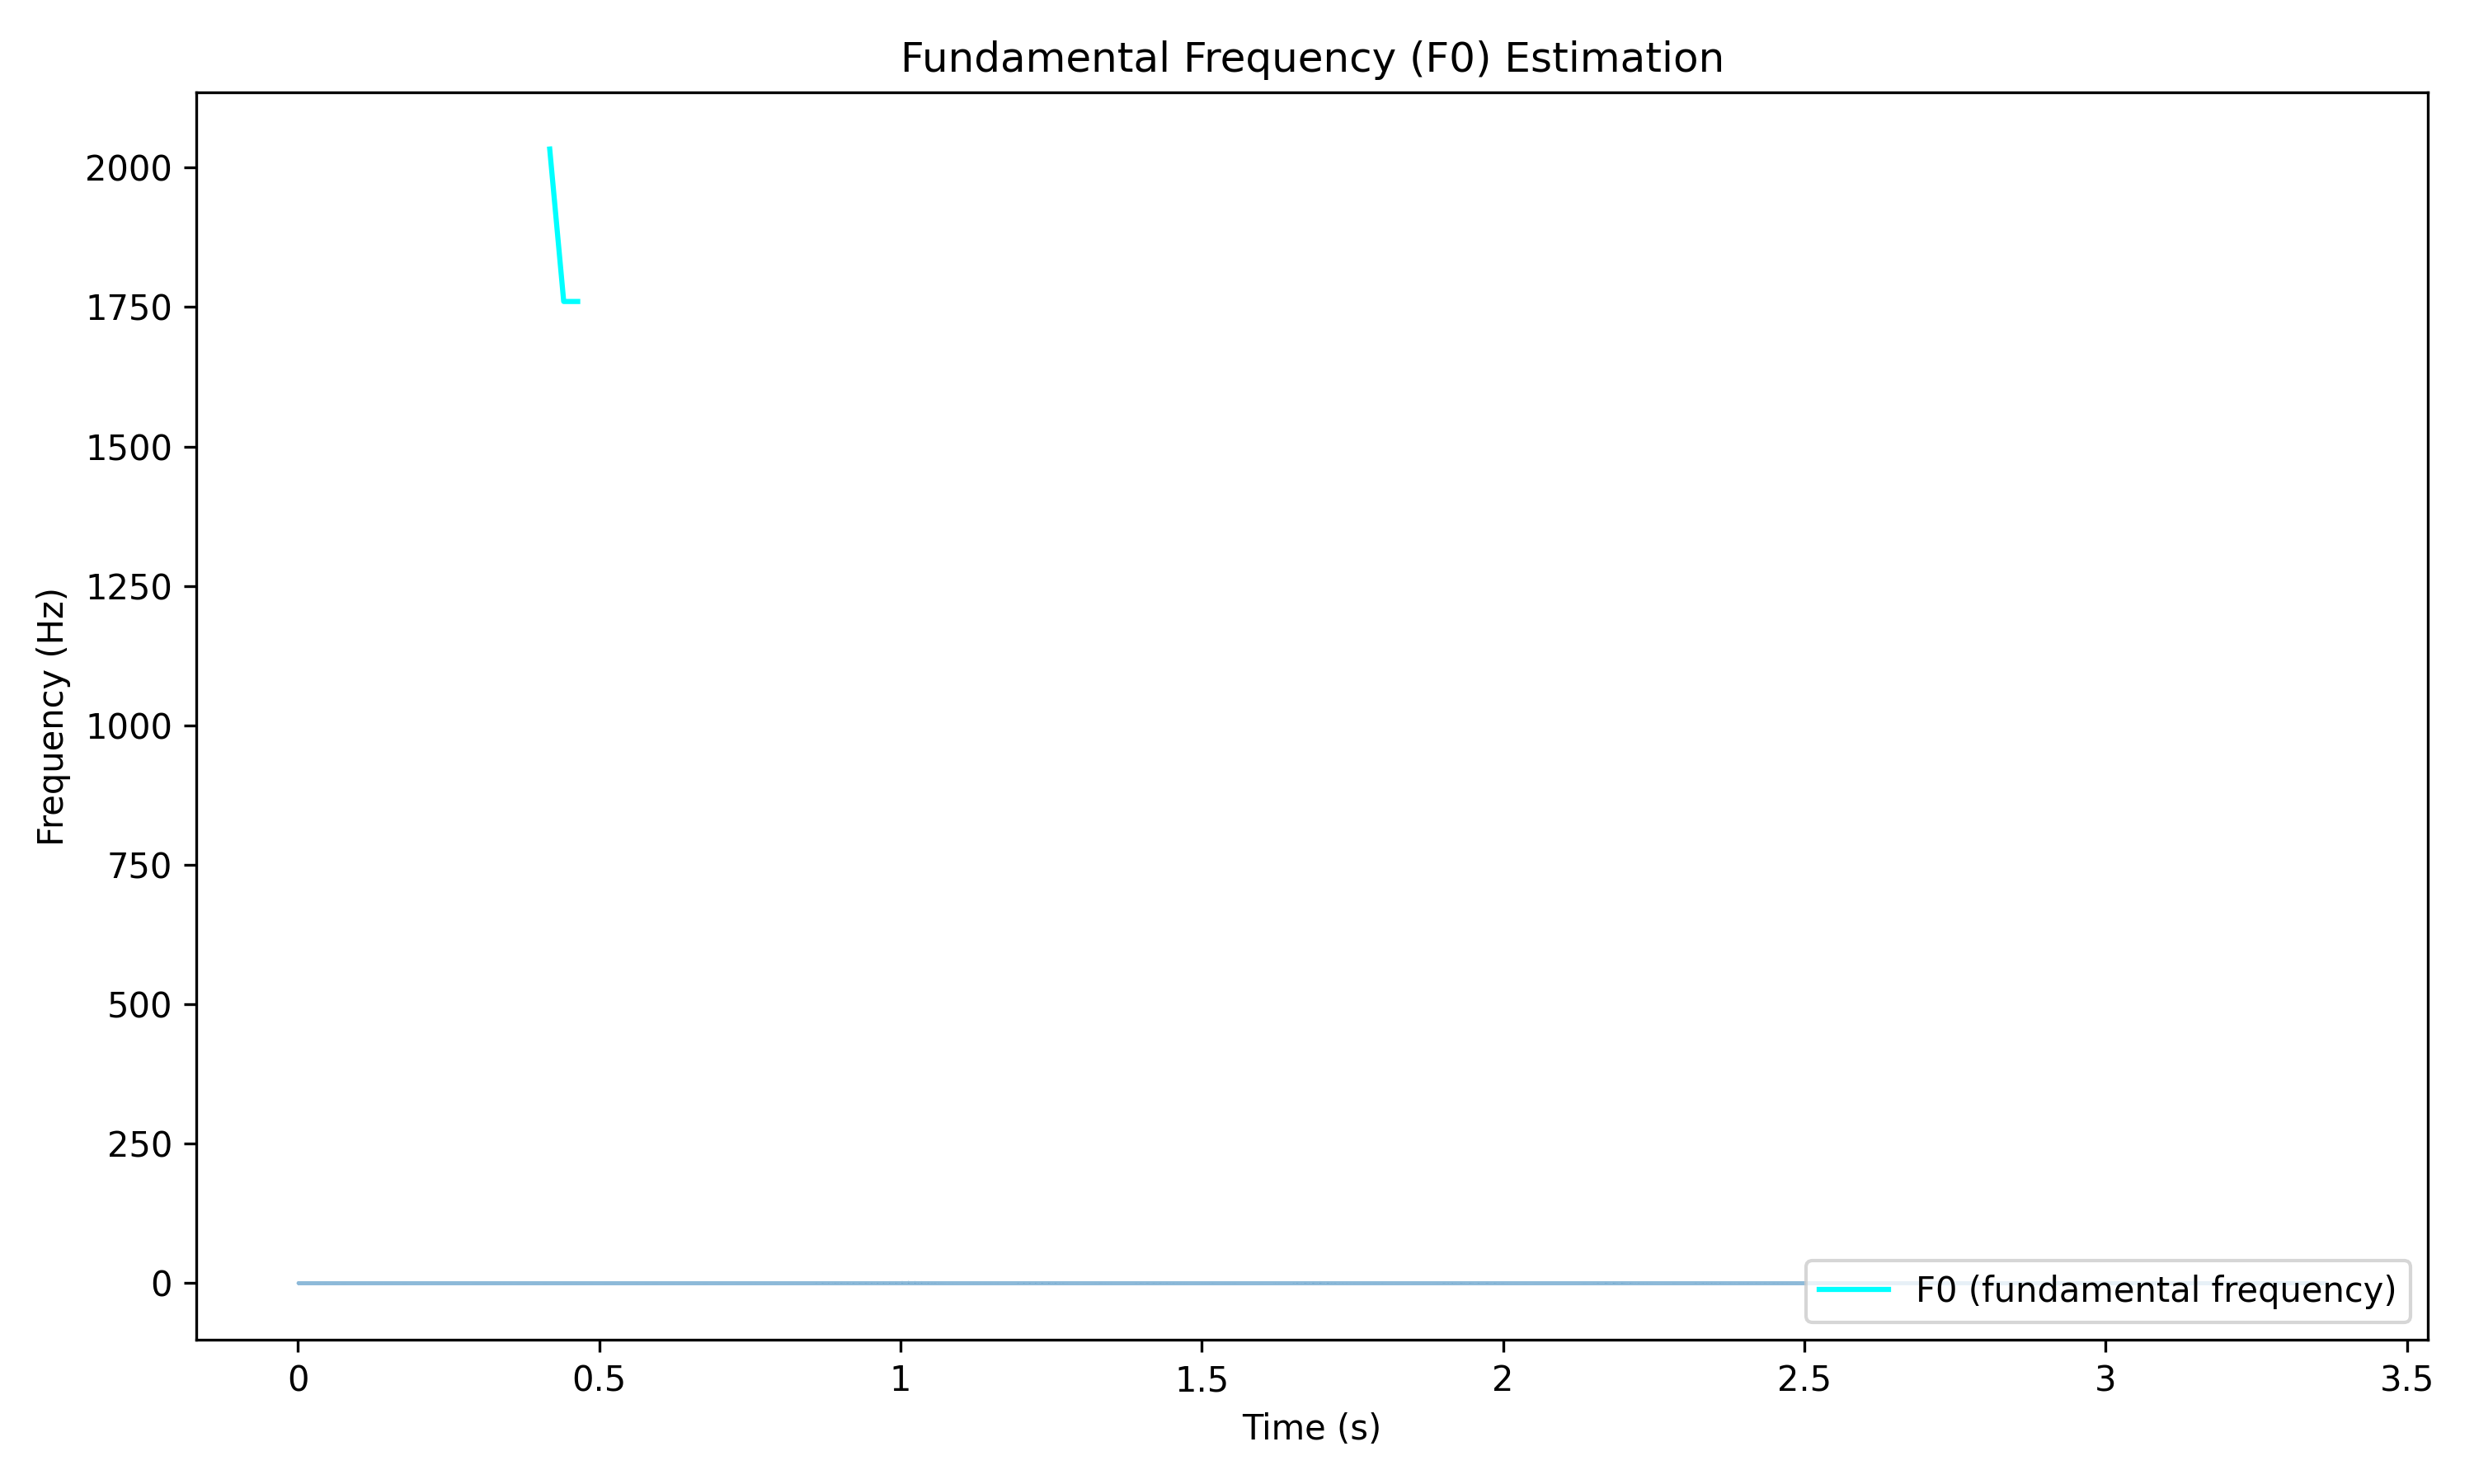 Fundamental Frequency (F0) Estimation
2000
1750
1500
1250
1000
750
500
250
0
Frequency (Hz)
F0 (fundamental frequency)
0 0.5 1 1.5 2 2.5 3 3.5
Time (s)